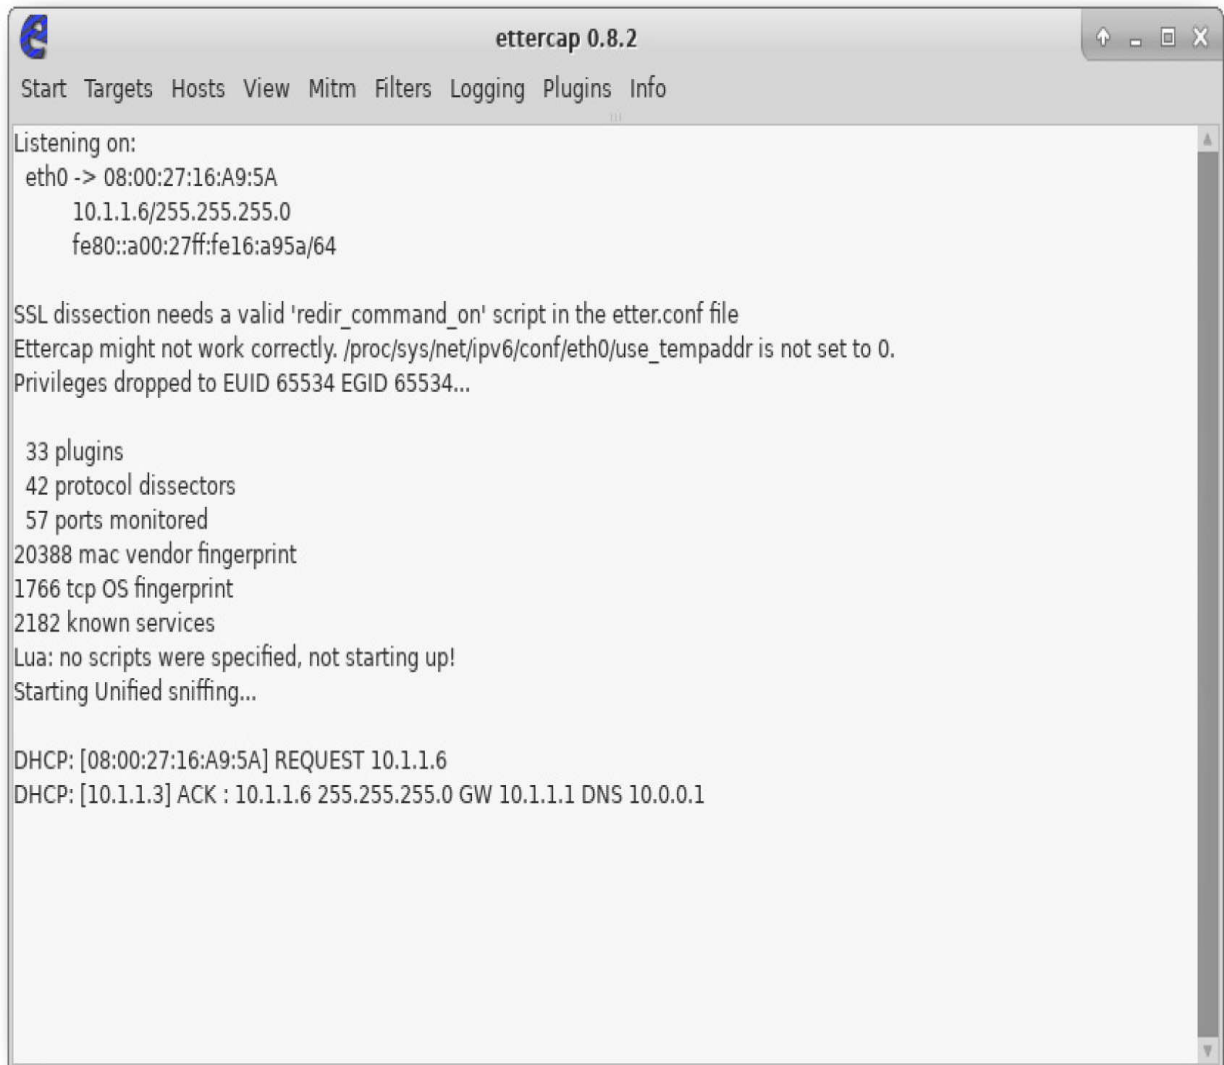 ettercap 0.8.2
Start Targets Hosts View Mitm Filters Logging Plugins Info
Listening on:
eth0 -> 08:00:27:16:A9:5A
10.1.1.6/255.255.255.0
fe80::a00:27ff:fe16:a95a/64
SSL dissection needs a valid 'redir_command_on' script in the etter.conf file
Ettercap might not work correctly. /proc/sys/net/ipv6/conf/eth0/use_tempaddr is not set to 0.
Privileges dropped to EUID 65534 EGID 65534...
33 plugins
42 protocol dissectors
57 ports monitored
20388 mac vendor fingerprint
1766 tcp OS fingerprint
2182 known services
Lua: no scripts were specified, not starting up!
Starting Unified sniffing...
DHCP: [08:00:27:16:A9:5A] REQUEST 10.1.1.6
DHCP: [10.1.1.3] ACK : 10.1.1.6 255.255.255.0 GW 10.1.1.1 DNS 10.0.0.1